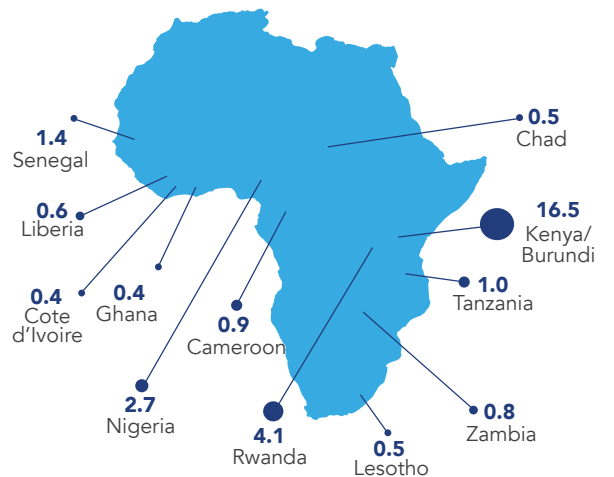 0.5
Chad
1.4
Senegal
16.5
Kenya/
Burundi
0.6
Liberia
1.0
Tanzania
0.4
Cote
d'Ivoire
0.4
Ghana
0.9
Cameroon
2.7
Nigeria
0.8
Zambia
4.1
Rwanda
0.5
Lesotho